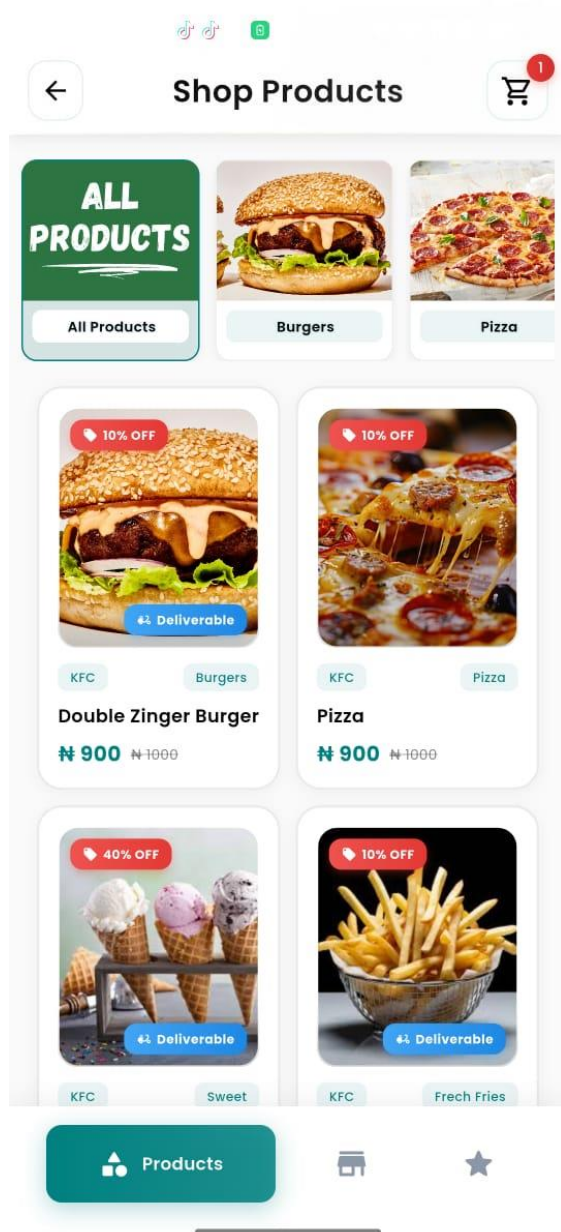 Shop Products
1
ALL
PRODUCTS
All Products
Burgers
Pizza
10% OFF
Deliverable
KFC
Burgers
Double Zinger Burger
₦ 900 ₦ 1000
10% OFF
KFC
Pizza
Pizza
₦ 900 ₦ 1000
40% OFF
Deliverable
KFC
Sweet
10% OFF
Deliverable
KFC
Frech Fries
Products